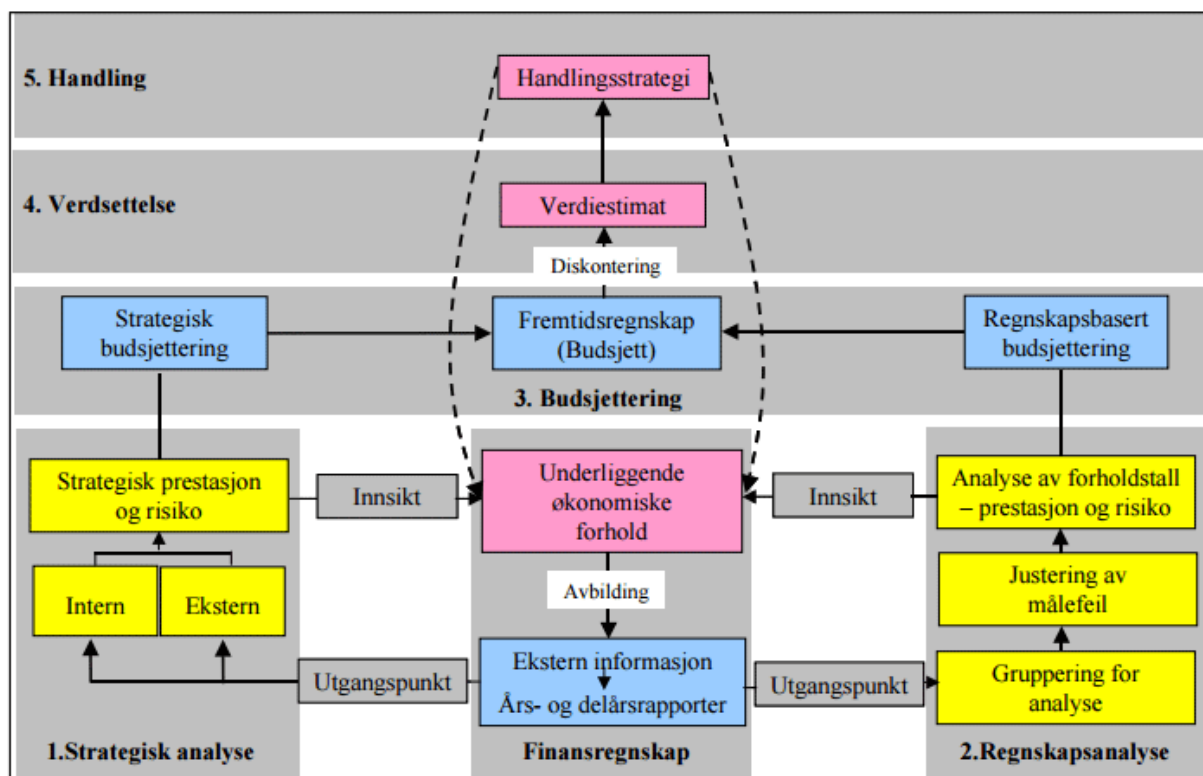 5. Handling
Handlingsstrategi
4. Verdsettelse
Verdiestimat
Diskontering
Strategisk
budsjettering
Fremtidsregnskap
(Budsjett)
Regnskapsbasert
budsjettering
3. Budsjettering
Strategisk prestasjon
og risiko
Innsikt
Underliggende
økonomiske
forhold
Innsikt
Analyse av forholdstall
– prestasjon og risiko
Intern
Ekstern
Avbilding
Justering av
målefeil
Utgangspunkt
Ekstern informasjon
Års- og delårsrapporter
Utgangspunkt
Gruppering for
analyse
1.Strategisk analyse
Finansregnskap
2.Regnskapsanalyse